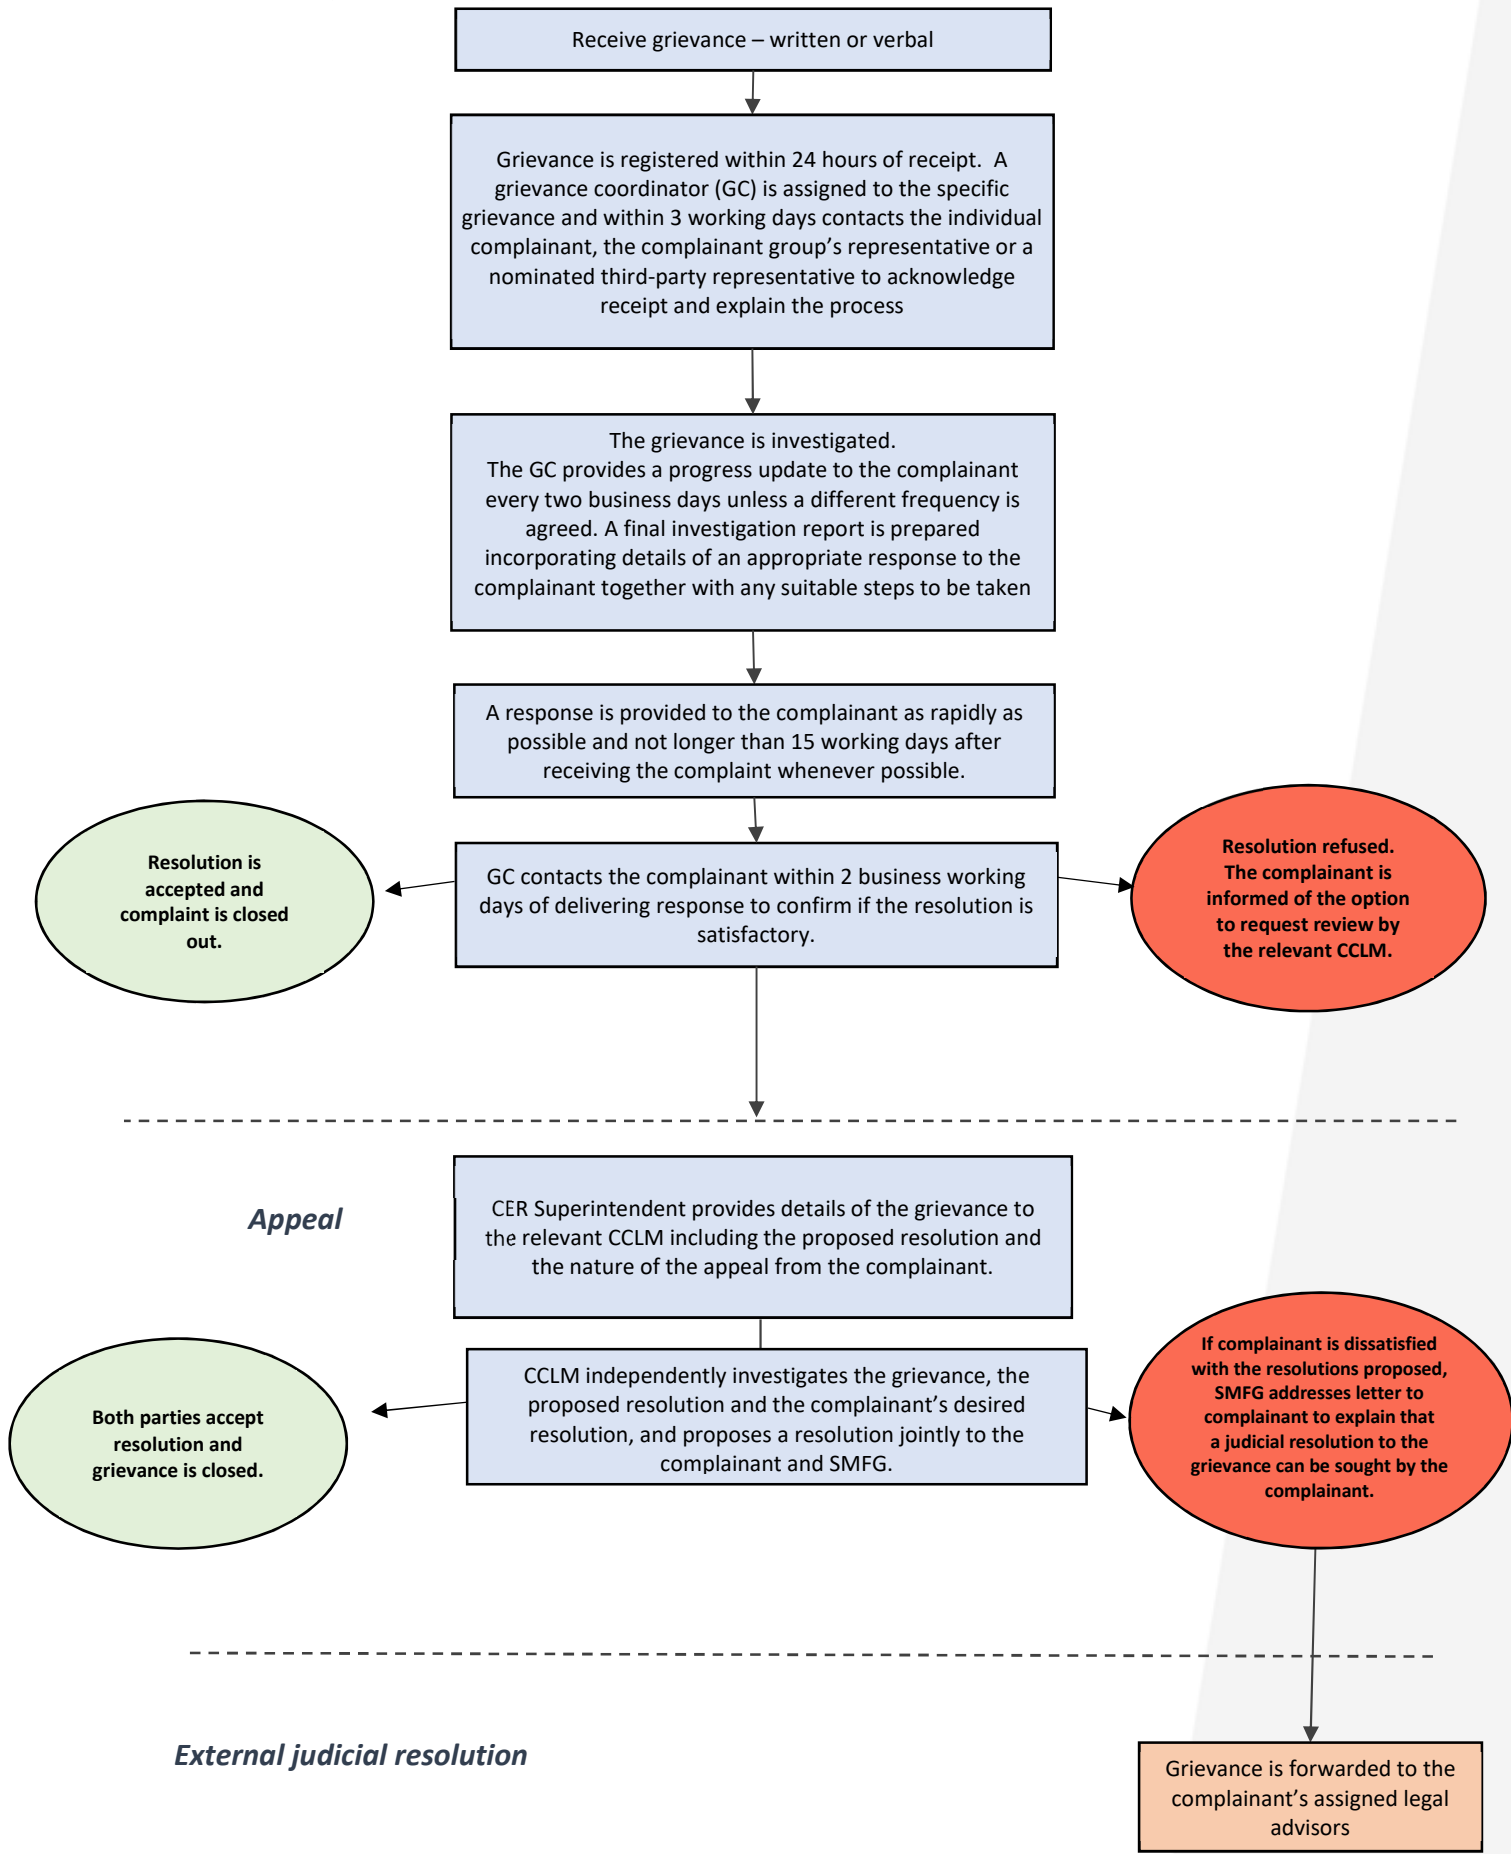 Receive grievance – written or verbal
Grievance is registered within 24 hours of receipt.  A
grievance coordinator (GC) is assigned to the specific
grievance and within 3 working days contacts the individual
complainant, the complainant group’s representative or a
nominated third-party representative to acknowledge
receipt and explain the process
The grievance is investigated.
The GC provides a progress update to the complainant
every two business days unless a different frequency is
agreed. A final investigation report is prepared
incorporating details of an appropriate response to the
complainant together with any suitable steps to be taken
A response is provided to the complainant as rapidly as
possible and not longer than 15 working days after
receiving the complaint whenever possible.
Resolution is
accepted and
complaint is closed
out.
GC contacts the complainant within 2 business working
days of delivering response to confirm if the resolution is
satisfactory.
Resolution refused.
The complainant is
informed of the option
to request review by
the relevant CCLM.
Appeal
CER Superintendent provides details of the grievance to
the relevant CCLM including the proposed resolution and
the nature of the appeal from the complainant.
Both parties accept
resolution and
grievance is closed.
CCLM independently investigates the grievance, the
proposed resolution and the complainant’s desired
resolution, and proposes a resolution jointly to the
complainant and SMFG.
If complainant is dissatisfied
with the resolutions proposed,
SMFG addresses letter to
complainant to explain that
a judicial resolution to the
grievance can be sought by the
complainant.
External judicial resolution
Grievance is forwarded to the
complainant’s assigned legal
advisors